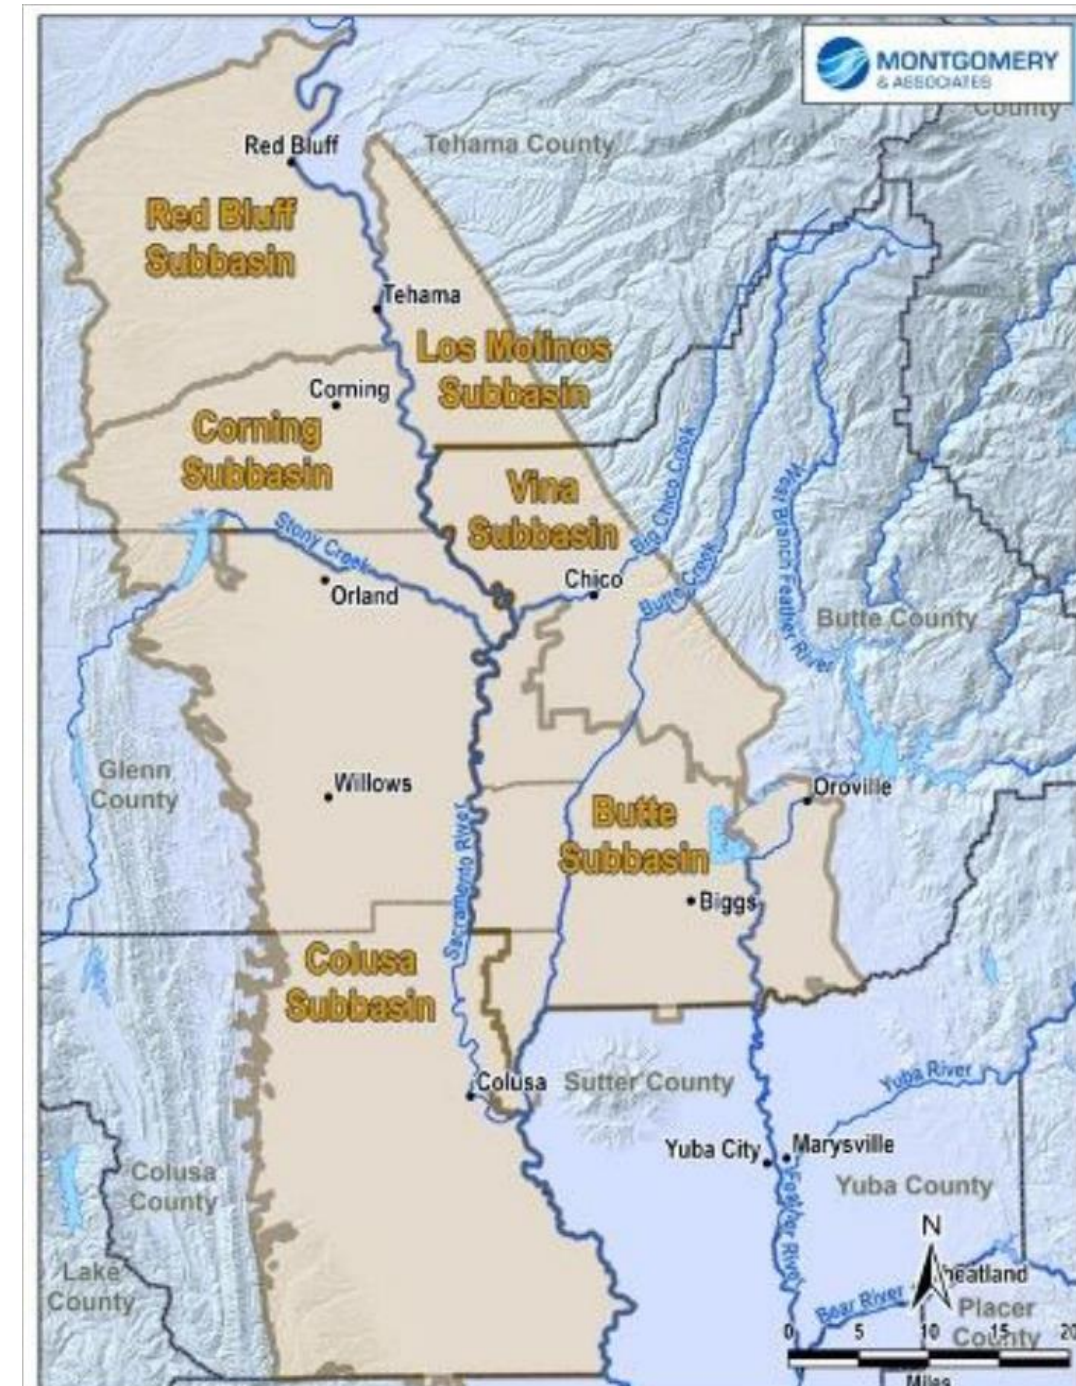 MONTGOMERY
& ASSOCIATES
County
Red Bluff
Tehama County
Red Bluff
Subbasin
Tehama
Los Molinos
Subbasin
Corning
Corning
Subbasin
Big Chico Creek
West Branch Feather River
Vina
Subbasin
Stony Creek
Chico
Butte Creek
Orland
Butte County
Glenn
County
Willows
Oroville
Butte
Subbasin
Sacramento River
Biggs
Colusa
Subbasin
Colusa
Sutter County
Yuba River
Yuba City
Marysville
Colusa
County
Yuba County
Feather River
N
Lake
County
heatland
Bear River
Placer
County
0 5 10 15 20
Miles